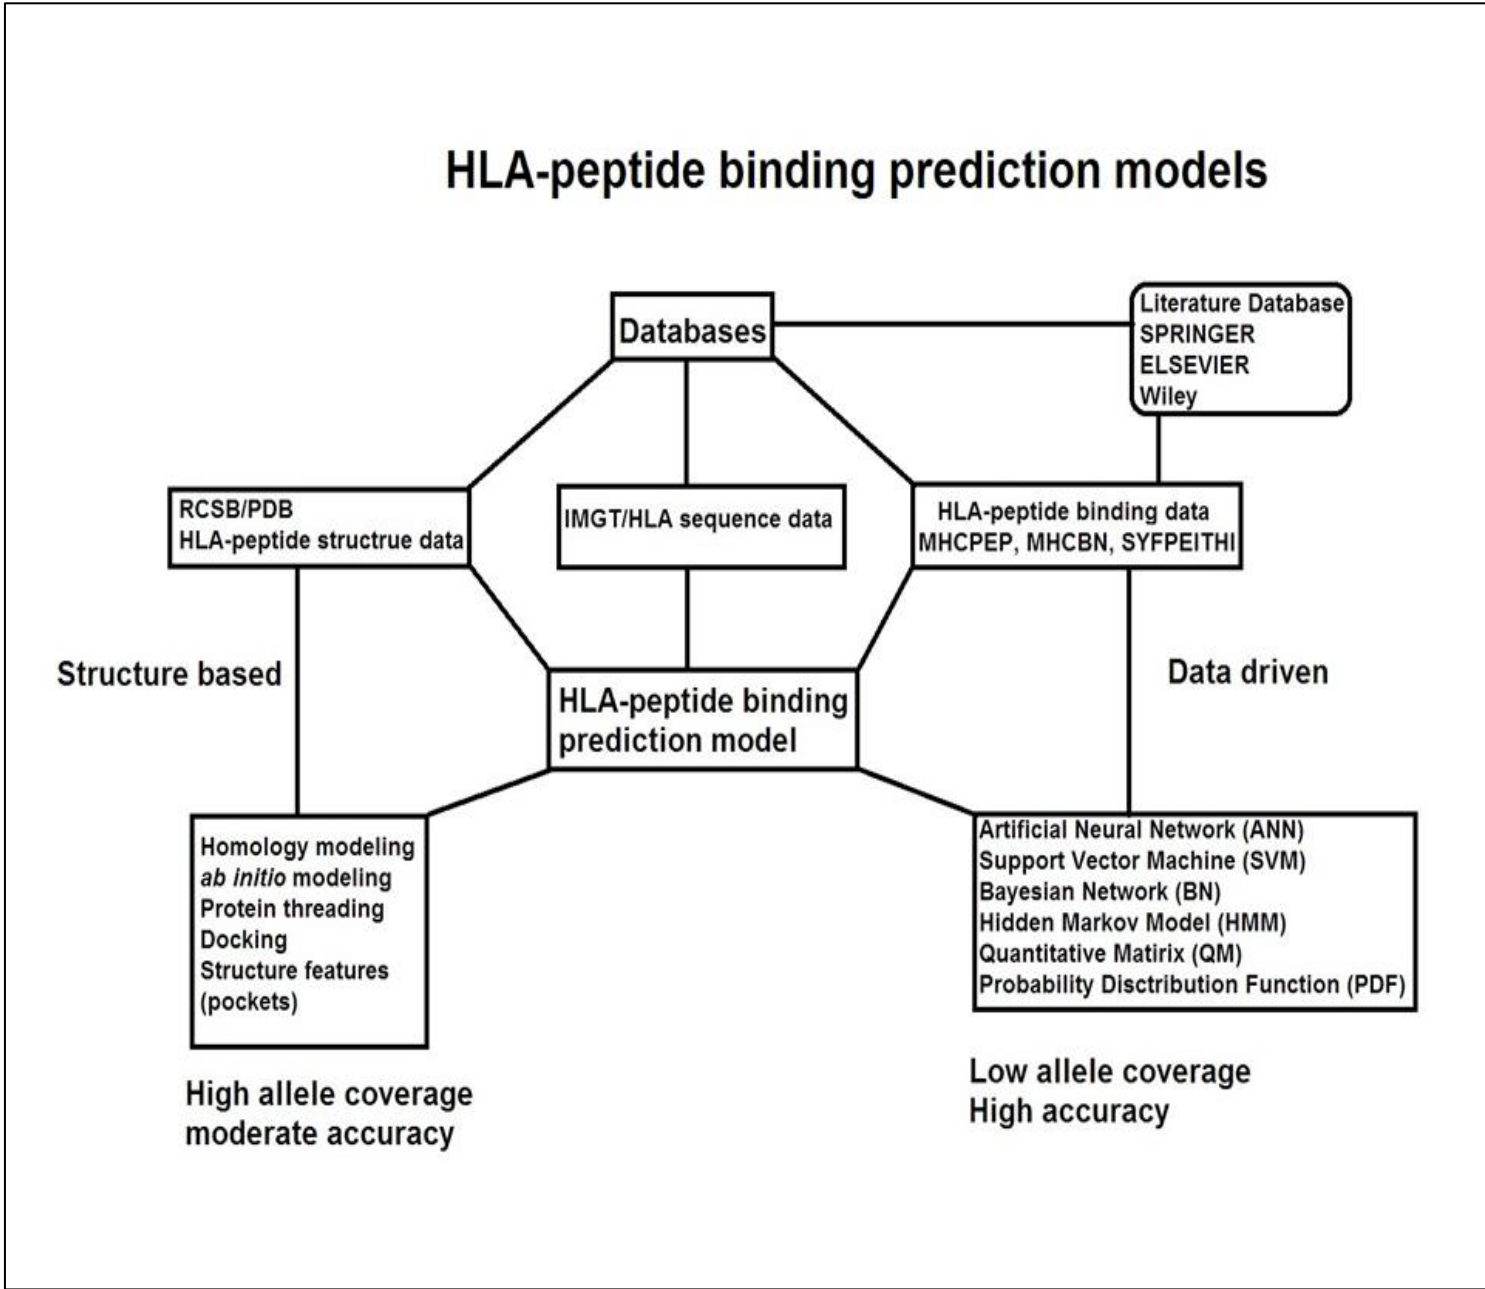 HLA-peptide binding prediction models
Databases
Literature Database
SPRINGER
ELSEVIER
Wiley
RCSB/PDB
HLA-peptide structrue data
IMGT/HLA sequence data
HLA-peptide binding data
MHCPEP, MHCBN, SYFPEITHI
Structure based
HLA-peptide binding
prediction model
Data driven
Homology modeling
ab initio modeling
Protein threading
Docking
Structure features
(pockets)
Artificial Neural Network (ANN)
Support Vector Machine (SVM)
Bayesian Network (BN)
Hidden Markov Model (HMM)
Quantitative Matirix (QM)
Probability Disctribution Function (PDF)
High allele coverage
moderate accuracy
Low allele coverage
High accuracy